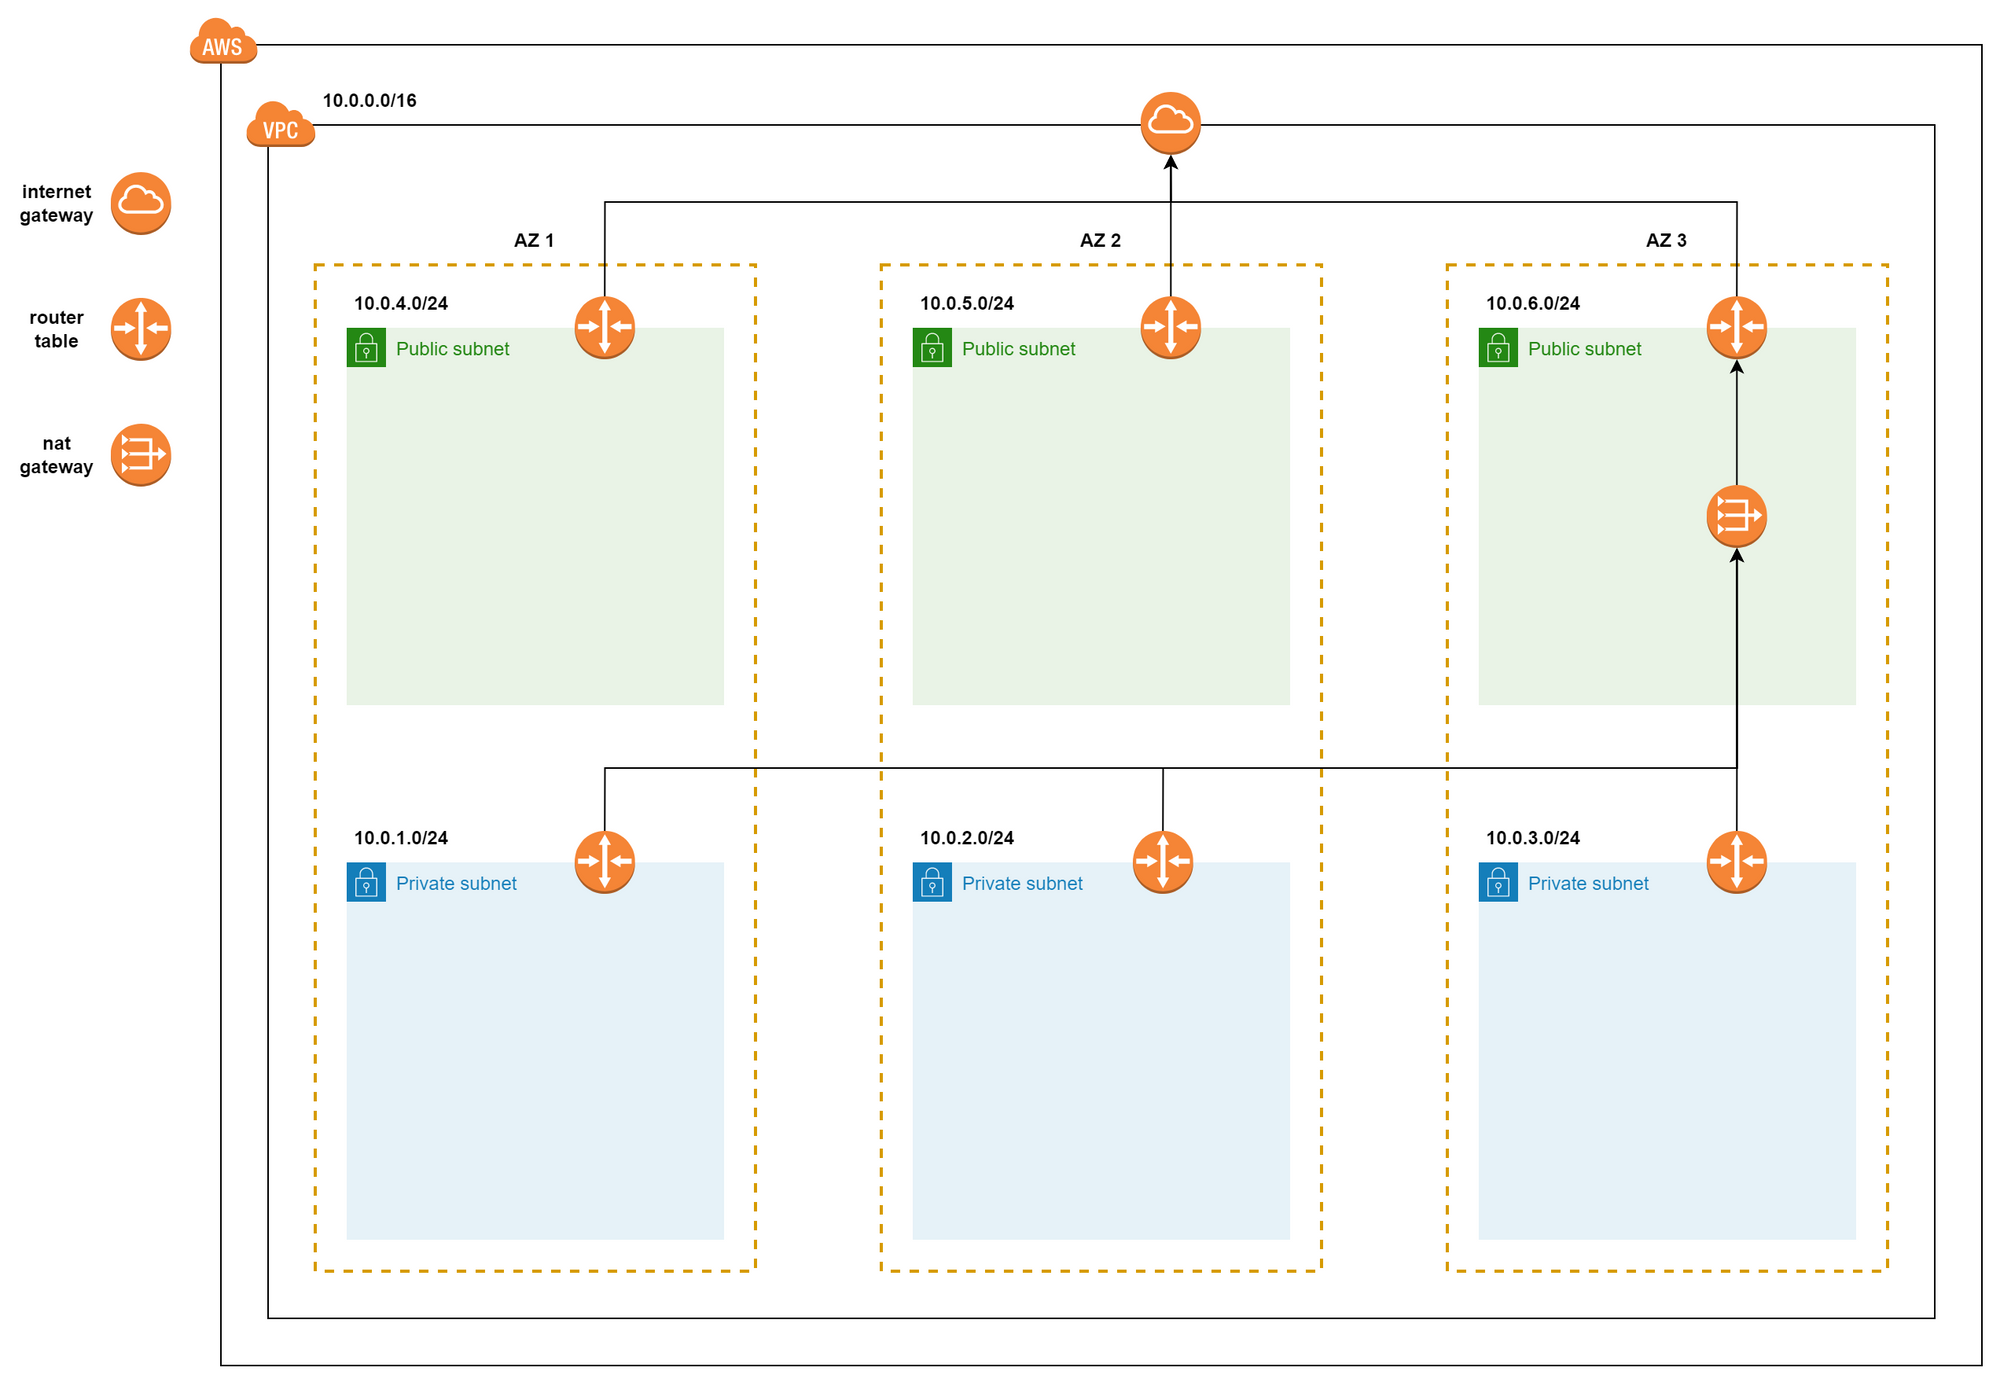 AWS
10.0.0.0/16
VPC
internet
gateway
router
table
nat
gateway
AZ 1
AZ 2
AZ 3
10.0.4.0/24
Public subnet
10.0.5.0/24
Public subnet
10.0.6.0/24
Public subnet
10.0.1.0/24
Private subnet
10.0.2.0/24
Private subnet
10.0.3.0/24
Private subnet